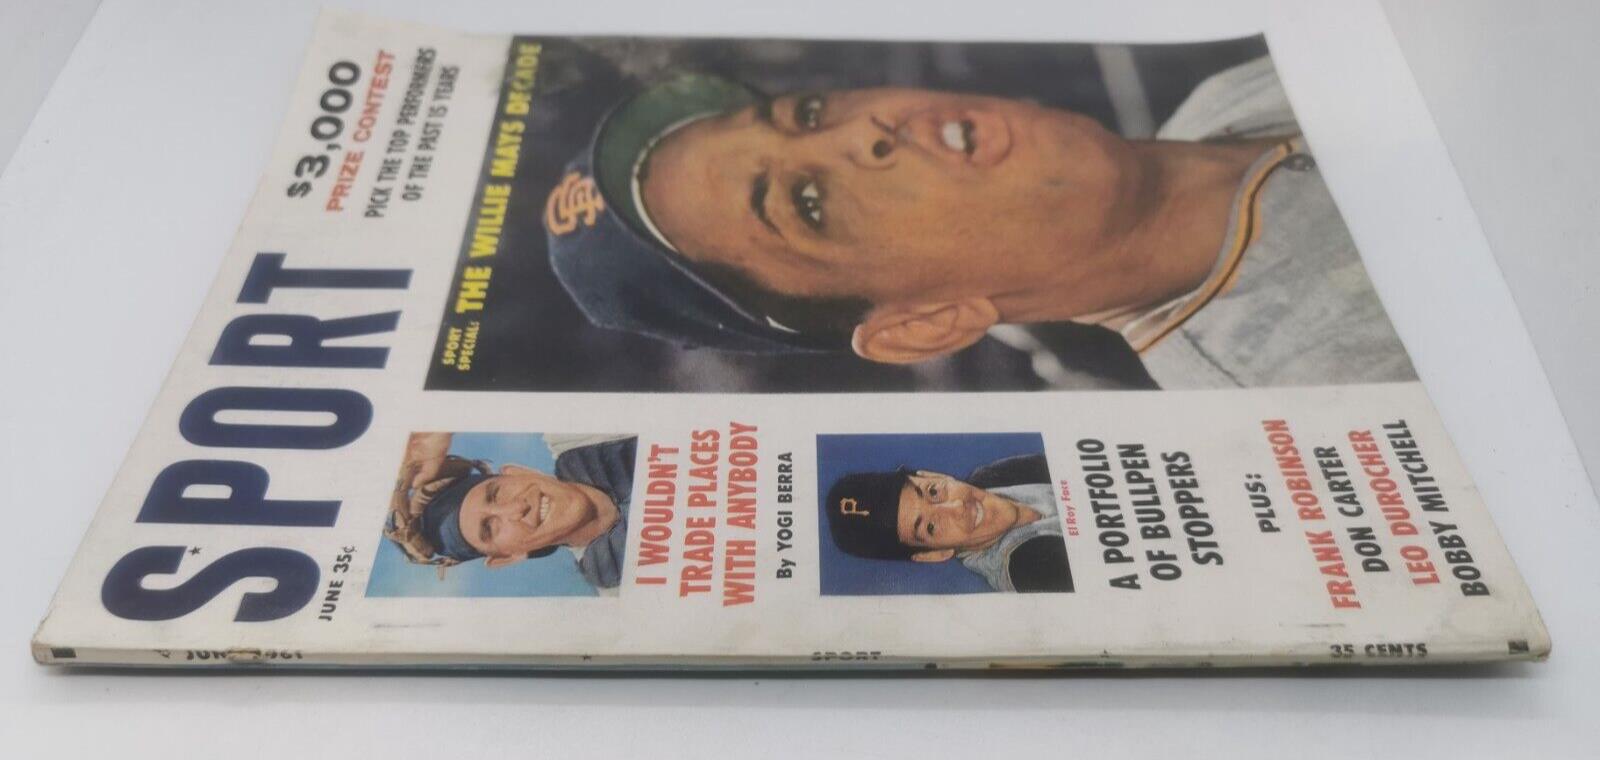 $3,000
PRIZE CONTEST
PICK THE TOP PERFORMERS
OF THE PAST 15 YEARS
SPORT
JUNE 35¢
SPORT
SPECIAL:
THE WILLIE MAYS DECADE
SF
I WOULDN'T
TRADE PLACES
WITH ANYBODY
By YOGI BERRA
P
El Roy Face
A PORTFOLIO
OF BULLPEN
STOPPERS
PLUS:
FRANK ROBINSON
DON CARTER
LEO DUROCHER
BOBBY MITCHELL
SPORT
35 CENTS